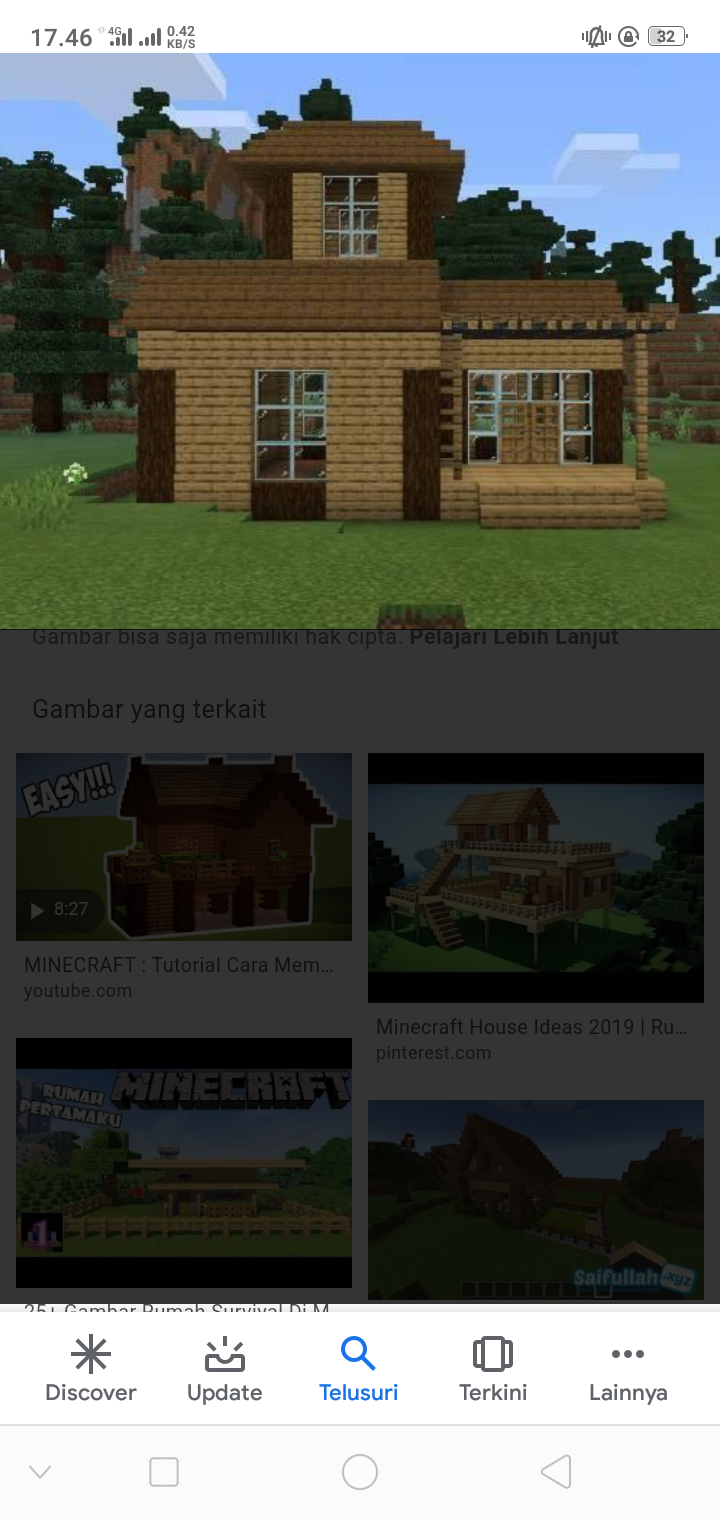 17.46
4G
0.42
KB/S
32
Gambar bisa saja memiliki hak cipta. Pelajari Lebih Lanjut
Gambar yang terkait
EASY!!!
8:27
MINECRAFT : Tutorial Cara Mem...
youtube.com
Minecraft House Ideas 2019 | Ru...
pinterest.com
RUMAH
PERTAMAKU
MINECRAFT
1
Saifullah.xyz
25+ Gambar Rumah Survival Di M...
Discover
Update
Telusuri
Terkini
Lainnya